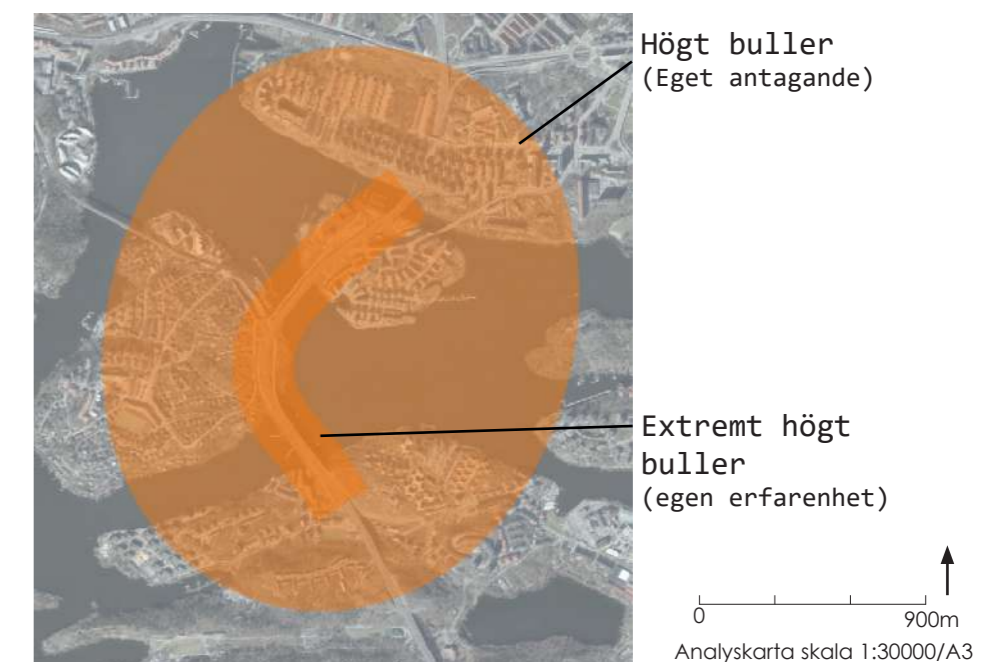 Högt buller
(Eget antagande)
Extremt högt
buller
(egen erfarenhet)
0 900m
Analyskarta skala 1:30000/A3